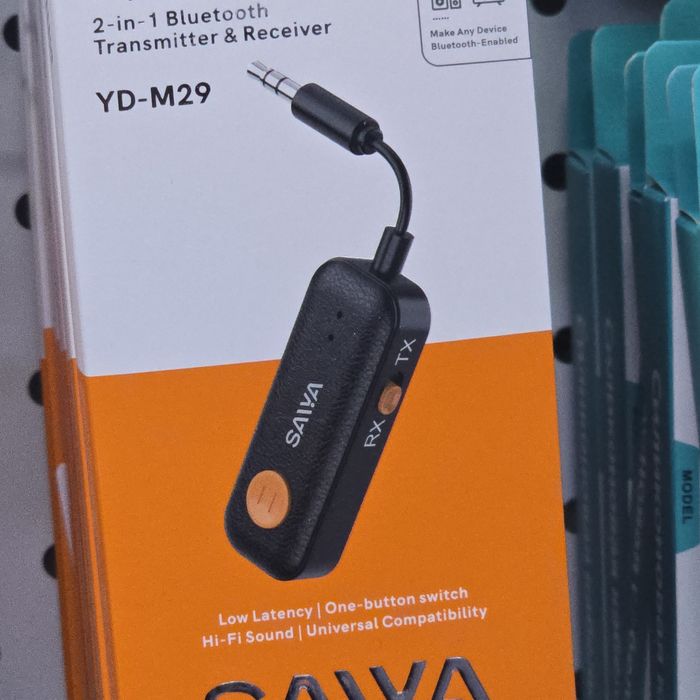 2-in-1 Bluetooth
Transmitter & Receiver
YD-M29
Make Any Device
Bluetooth-Enabled
TX
RX
SAIVA
Low Latency | One-button switch
Hi-Fi Sound | Universal Compatibility
MODEL